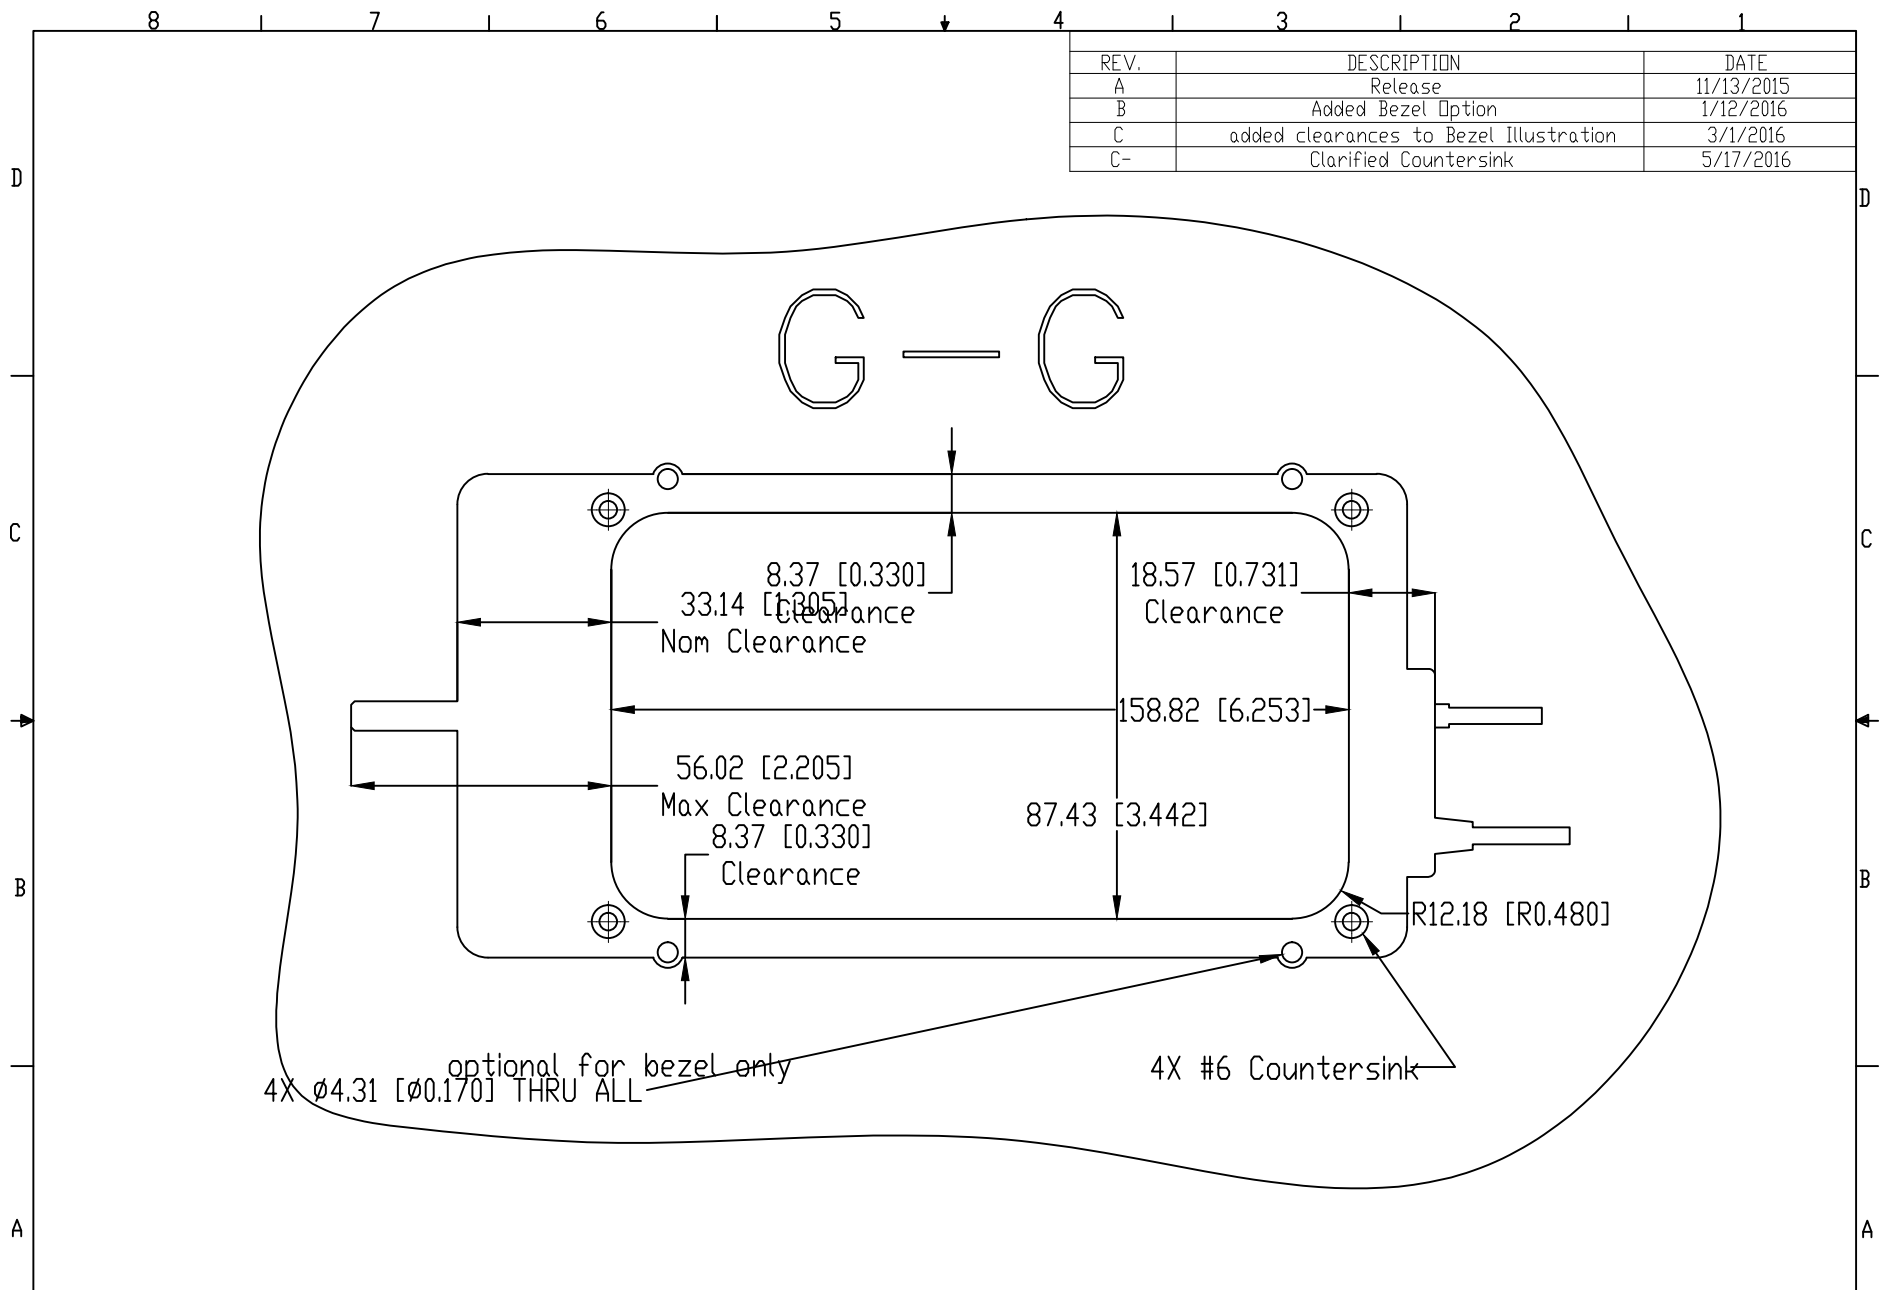 8 7 6 5 4 3 2 1
REV. DESCRIPTION DATE
A Release 11/13/2015
B Added Bezel Option 1/12/2016
C added clearances to Bezel Illustration 3/1/2016
C- Clarified Countersink 5/17/2016
D D
G-G
C C
8.37 [0.330]
Clearance
18.57 [0.731]
Clearance
33.14 [1.305]
Nom Clearance
158.82 [6.253]
56.02 [2.205]
Max Clearance
87.43 [3.442]
8.37 [0.330]
Clearance
B B
R12.18 [R0.480]
optional for bezel only
4X Ø4.31 [Ø0.170] THRU ALL
4X #6 Countersink
A A